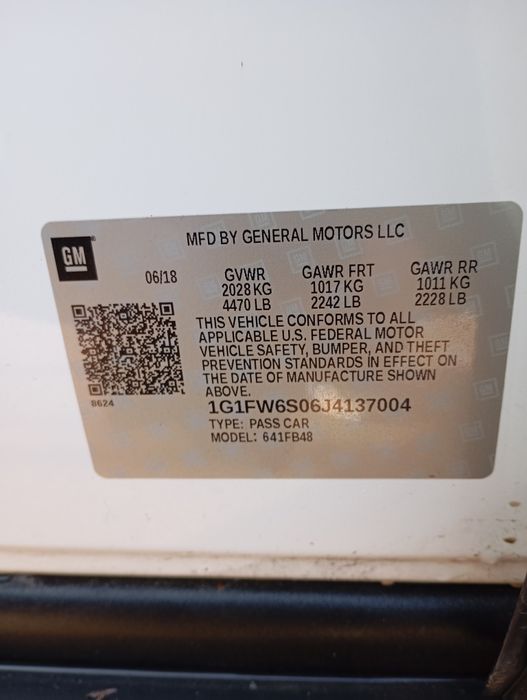 GM
MFD BY GENERAL MOTORS LLC
06/18
GVWR GAWR FRT GAWR RR
2028 KG 1017 KG 1011 KG
4470 LB 2242 LB 2228 LB
THIS VEHICLE CONFORMS TO ALL
APPLICABLE U.S. FEDERAL MOTOR
VEHICLE SAFETY, BUMPER, AND THEFT
PREVENTION STANDARDS IN EFFECT ON
THE DATE OF MANUFACTURE SHOWN
ABOVE.
8624
1G1FW6S06J4137004
TYPE: PASS CAR
MODEL: 641FB48